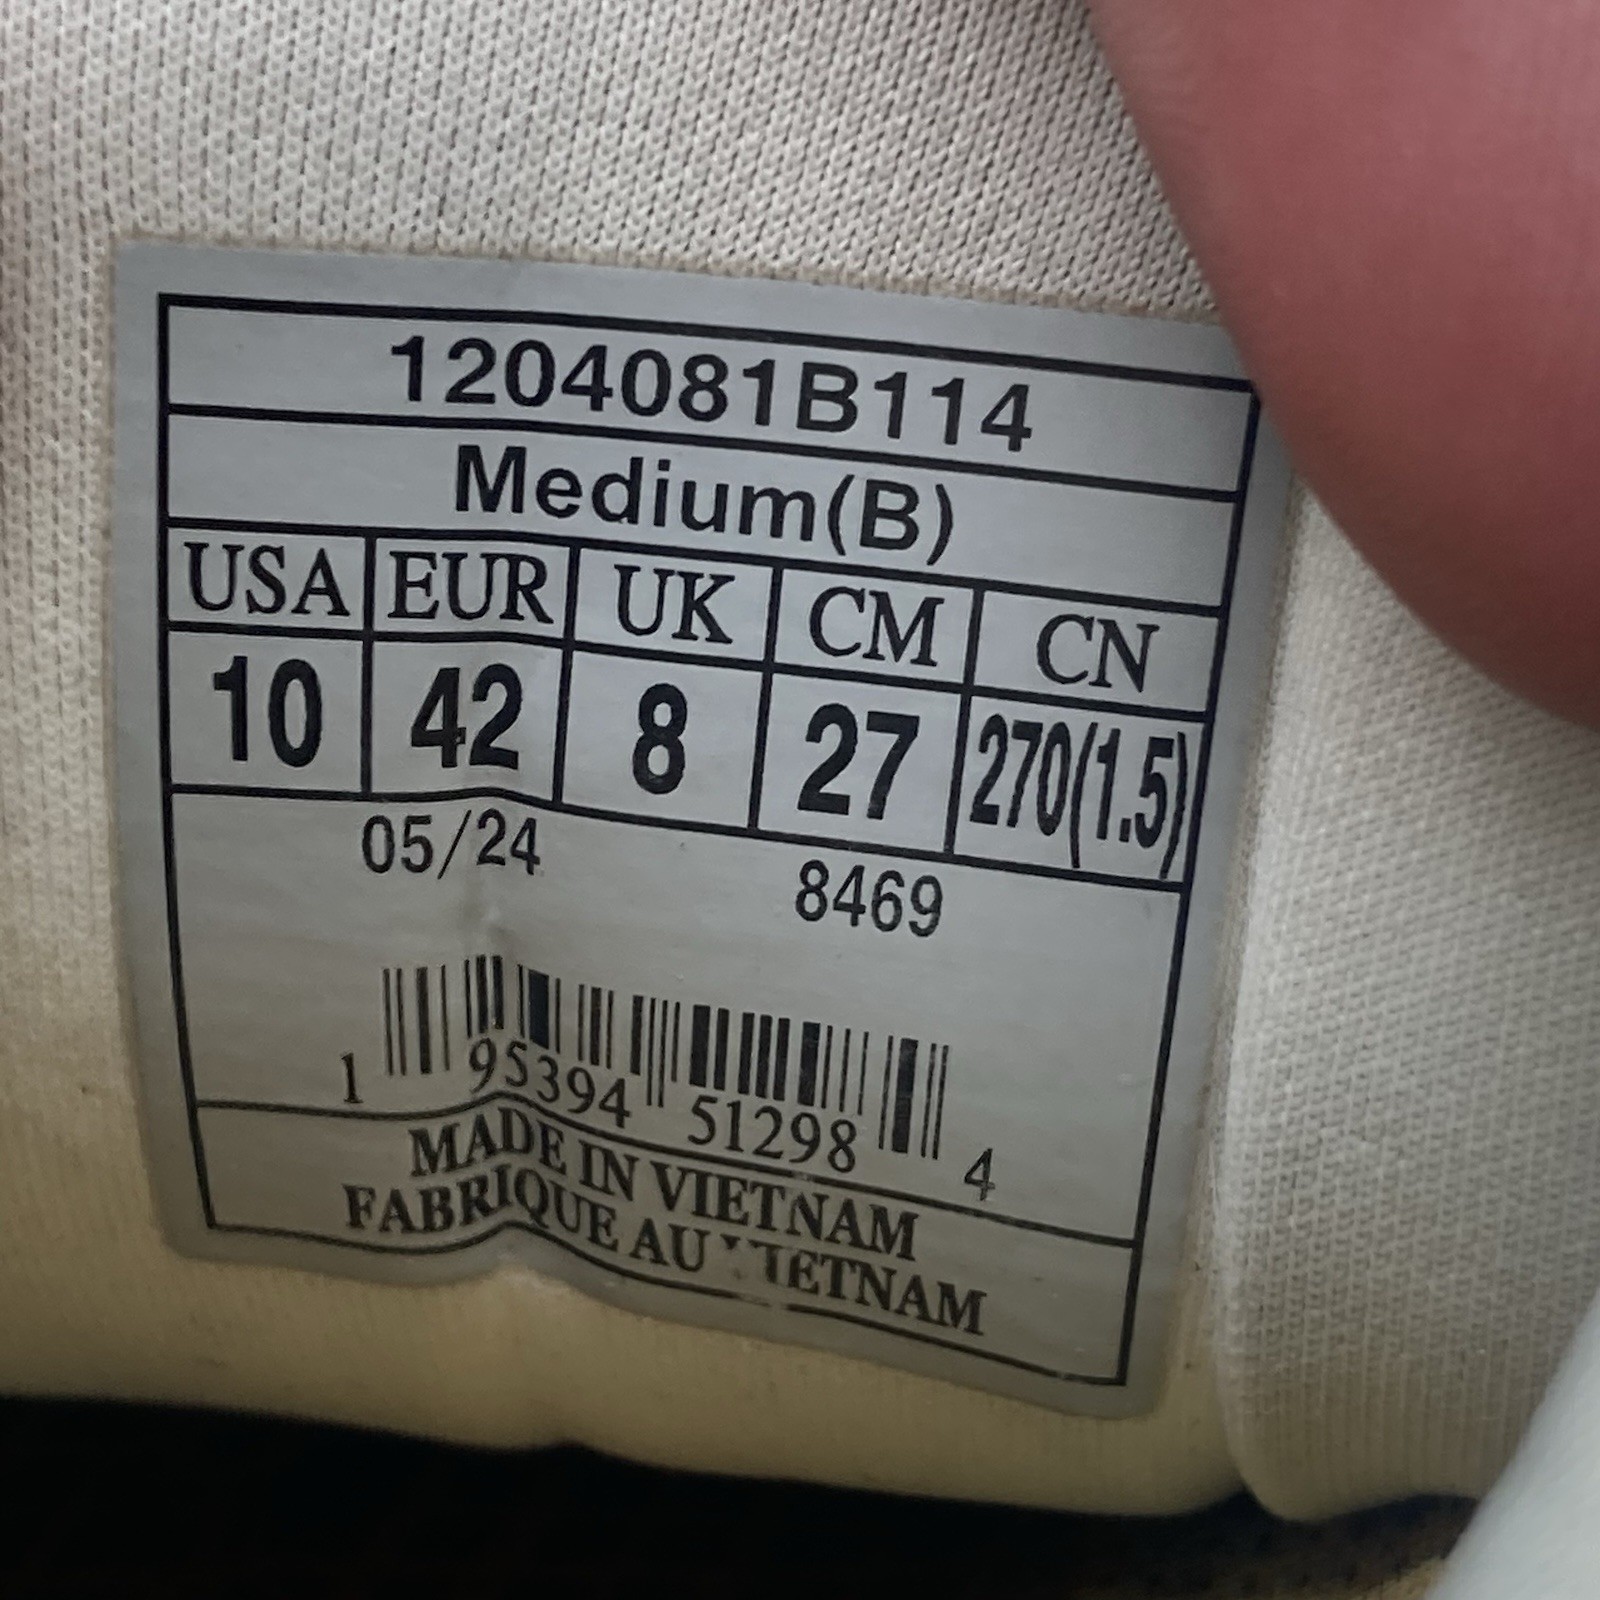 1204081B114
Medium(B)
USA EUR UK CM CN
10 42 8 27 270(1.5)
05/24 8469
1 95394 51298 4
MADE IN VIETNAM
FABRIQUE AU VIETNAM